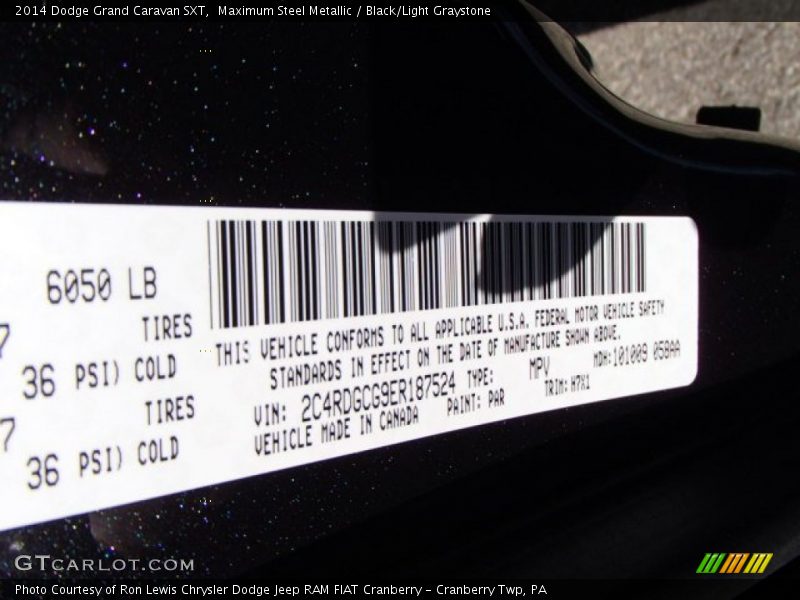 2014 Dodge Grand Caravan SXT,  Maximum Steel Metallic / Black/Light Graystone
6050 LB
7 TIRES
36 PSI) COLD
7 TIRES
36 PSI) COLD
THIS VEHICLE CONFORMS TO ALL APPLICABLE U.S.A. FEDERAL MOTOR VEHICLE SAFETY
STANDARDS IN EFFECT ON THE DATE OF MANUFACTURE SHOWN ABOVE.
VIN: 2C4RDGCG9ER187524 TYPE: MPV MDH:101009 058AA
VEHICLE MADE IN CANADA PAINT: PAR TRIM: H7X1
GTCARLOT.COM
Photo Courtesy of Ron Lewis Chrysler Dodge Jeep RAM FIAT Cranberry – Cranberry Twp, PA